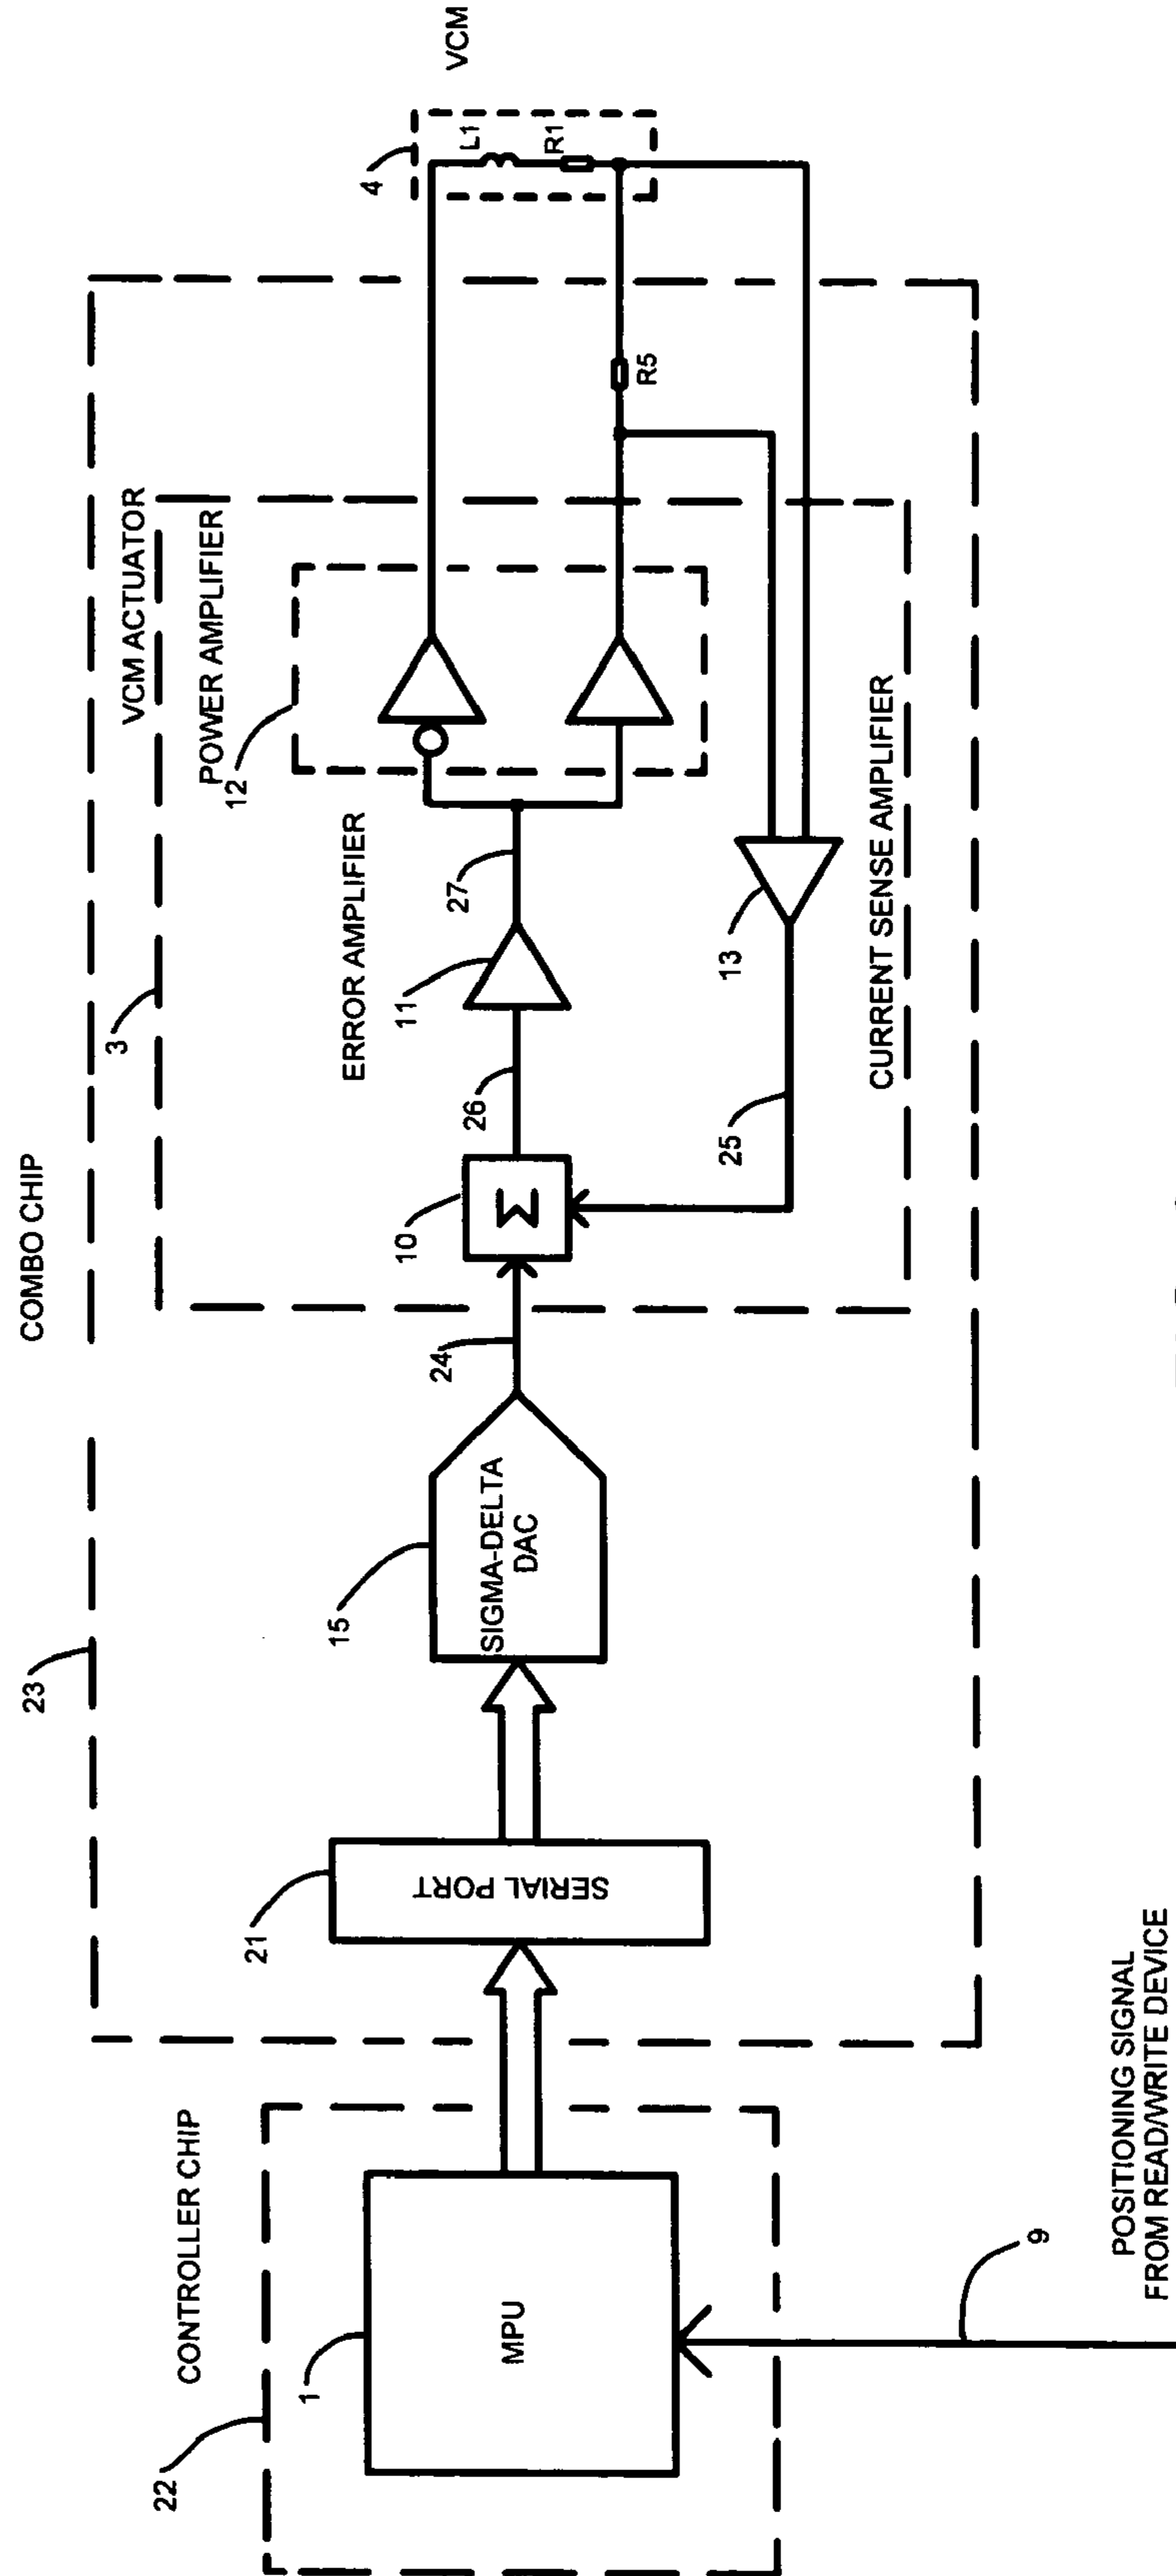 COMBO CHIP
23
VCM ACTUATOR
3
POWER AMPLIFIER
12
ERROR AMPLIFIER
CONTROLLER CHIP
22
1
MPU
21
SERIAL PORT
15
SIGMA-DELTA
DAC
24
10
Σ
26
11
27
4
L1
R1
VCM
R5
13
25
CURRENT SENSE AMPLIFIER
9
POSITIONING SIGNAL
FROM READ/WRITE DEVICE